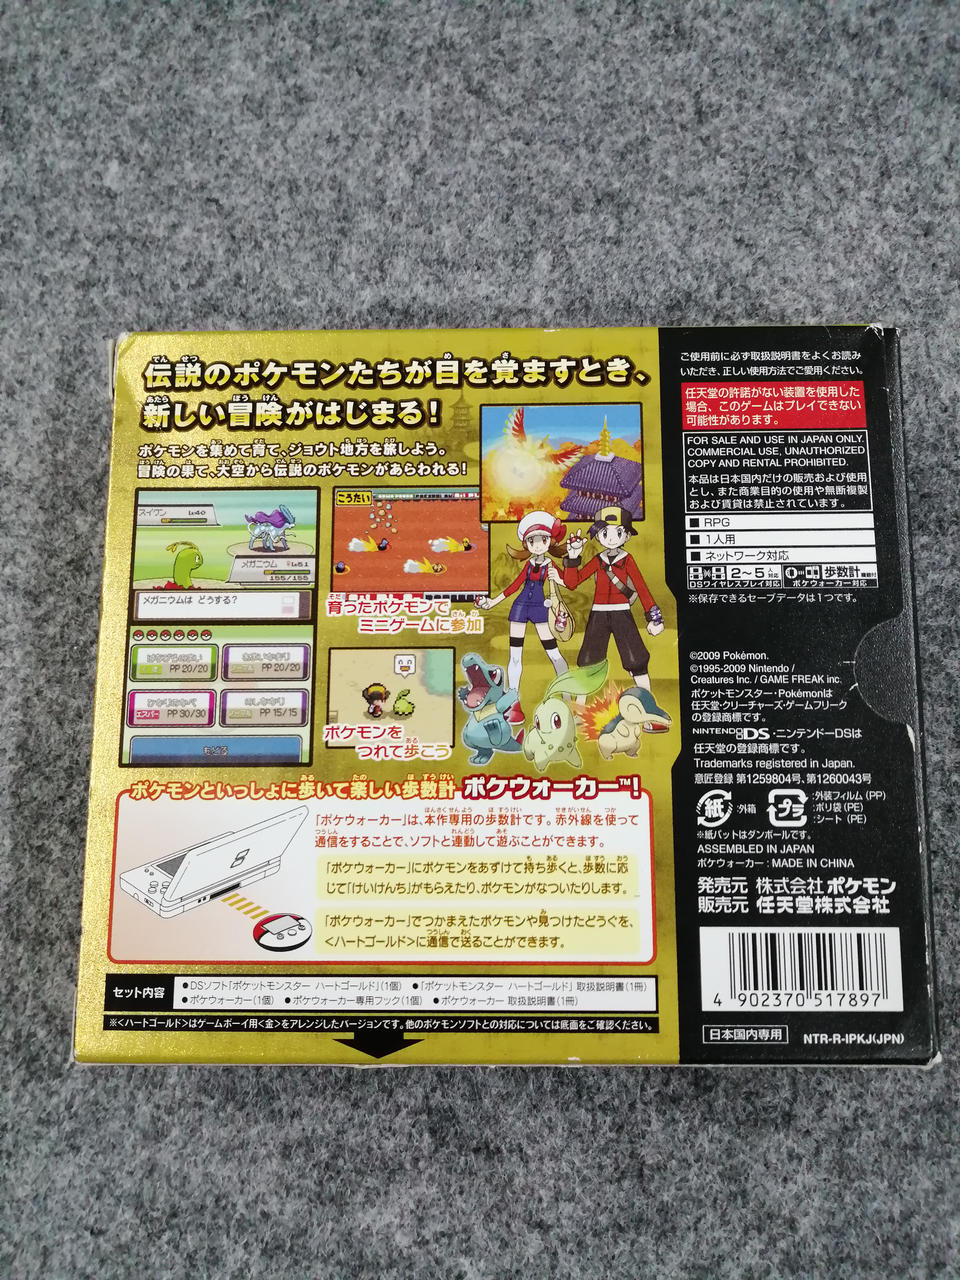 伝説のポケモンたちが目を覚ますとき、
新しい冒険がはじまる!
ポケモンを集めて育て、ジョウト地方を旅しよう。
冒険の果て、大空から伝説のポケモンがあらわれる!
スイクン Lv40
メガニウム Lv51
155/155
メガニウムは どうする?
こうたい
育ったポケモンで
ミニゲームに参加
PP 20/20
PP 20/20
エスパー PP 30/30
PP 15/15
もどる
ポケモンを
つれて歩こう
ポケモンといっしょに歩いて楽しい歩数計 ポケウォーカー™!
「ポケウォーカー」は、本作専用の歩数計です。赤外線を使って
通信をすることで、ソフトと連動して遊ぶことができます。
「ポケウォーカー」にポケモンをあずけて持ち歩くと、歩数に応
じて「けいけんち」がもらえたり、ポケモンがなついたりします。
「ポケウォーカー」でつかまえたポケモンや見つけたどうぐを、
<ハートゴールド>に通信で送ることができます。
セット内容
●DSソフト「ポケットモンスター ハートゴールド」(1個) ●「ポケットモンスター ハートゴールド」 取扱説明書(1冊)
●ポケウォーカー(1個) ●ポケウォーカー専用フック(1個) ●ポケウォーカー 取扱説明書(1冊)
※<ハートゴールド>はゲームボーイ用<金>をアレンジしたバージョンです。他のポケモンソフトとの対応については底面をご確認ください。
ご使用前に必ず取扱説明書をよくお読み
いただき、正しい使用方法でご愛用ください。
任天堂の許諾がない装置を使用した
場合、このゲームはプレイできない
可能性があります。
FOR SALE AND USE IN JAPAN ONLY.
COMMERCIAL USE, UNAUTHORIZED
COPY AND RENTAL PROHIBITED.
本品は日本国内だけの販売および使用
とし、また商業目的の使用や無断複製
および賃貸は禁止されています。
■ RPG
■ 1人用
■ ネットワーク対応
2〜5人対応 歩数計機能付
DSワイヤレスプレイ対応 ポケウォーカー対応
※保存できるセーブデータは1つです。
©2009 Pokémon.
©1995-2009 Nintendo /
Creatures Inc. / GAME FREAK inc.
ポケットモンスター・Pokémonは
任天堂・クリーチャーズ・ゲームフリーク
の登録商標です。
NINTENDO DS・ニンテンドーDSは
任天堂の登録商標です。
Trademarks registered in Japan.
意匠登録 第1259804号、第1260043号
紙 :外箱 プラ :外装フィルム (PP)
:ポリ袋 (PE)
:シート (PE)
※紙パットはダンボールです。
ASSEMBLED IN JAPAN
ポケウォーカー : MADE IN CHINA
発売元 株式会社ポケモン
販売元 任天堂株式会社
4 902370 517897
日本国内専用 NTR-R-IPKJ(JPN)